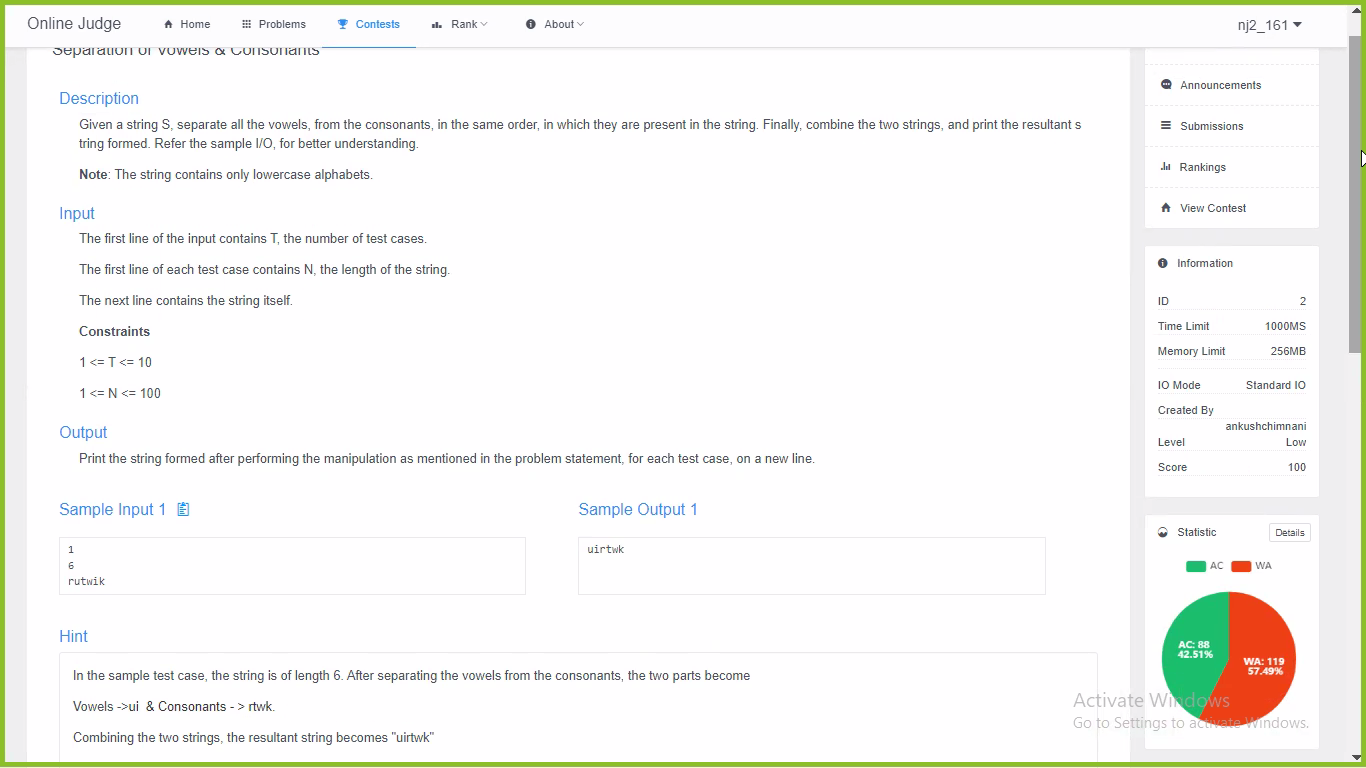 Online Judge
Home
Problems
Contests
Rank
About
nj2_161
Separation of Vowels & Consonants
Description
Given a string S, separate all the vowels, from the consonants, in the same order, in which they are present in the string. Finally, combine the two strings, and print the resultant s
tring formed. Refer the sample I/O, for better understanding.
Note: The string contains only lowercase alphabets.
Input
The first line of the input contains T, the number of test cases.
The first line of each test case contains N, the length of the string.
The next line contains the string itself.
Constraints
1 <= T <= 10
1 <= N <= 100
Output
Print the string formed after performing the manipulation as mentioned in the problem statement, for each test case, on a new line.
Sample Input 1
1
6
rutwik
Sample Output 1
uirtwk
Hint
In the sample test case, the string is of length 6. After separating the vowels from the consonants, the two parts become
Vowels ->ui & Consonants - > rtwk.
Combining the two strings, the resultant string becomes "uirtwk"
Announcements
Submissions
Rankings
View Contest
Information
ID 2
Time Limit 1000MS
Memory Limit 256MB
IO Mode Standard IO
Created By
ankushchimnani
Level Low
Score 100
Statistic Details
AC WA
AC: 88
42.51%
WA: 119
57.49%
Activate Windows
Go to Settings to activate Windows.